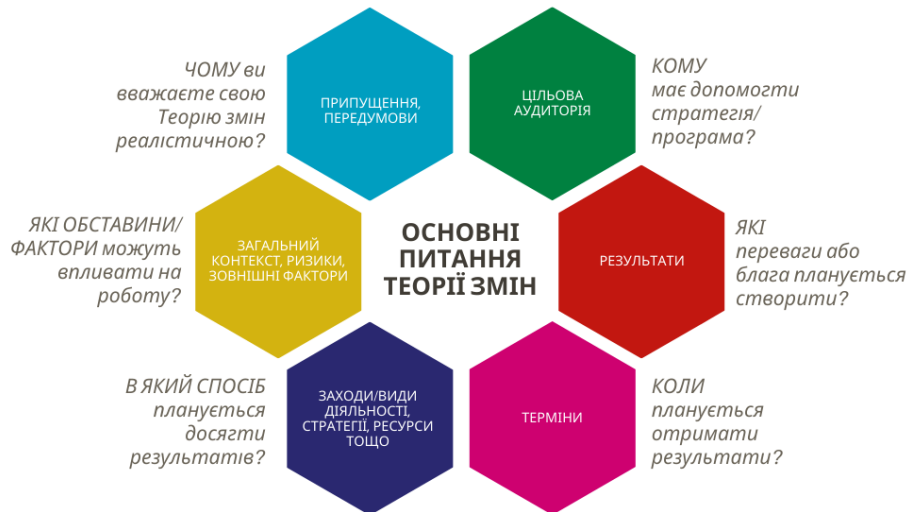 ЧОМУ ви
вважаєте свою
Теорію змін
реалістичною?
ПРИПУЩЕННЯ,
ПЕРЕДУМОВИ
ЦІЛЬОВА
АУДИТОРІЯ
КОМУ
має допомогти
стратегія/
програма?
ЯКІ ОБСТАВИНИ/
ФАКТОРИ можуть
впливати на
роботу?
ЗАГАЛЬНИЙ
КОНТЕКСТ, РИЗИКИ,
ЗОВНІШНІ ФАКТОРИ
ОСНОВНІ
ПИТАННЯ
ТЕОРІЇ ЗМІН
РЕЗУЛЬТАТИ
ЯКІ
переваги або
блага планується
створити?
В ЯКИЙ СПОСІБ
планується
досягти
результатів?
ЗАХОДИ/ВИДИ
ДІЯЛЬНОСТІ,
СТРАТЕГІЇ, РЕСУРСИ
ТОЩО
ТЕРМІНИ
КОЛИ
планується
отримати
результати?